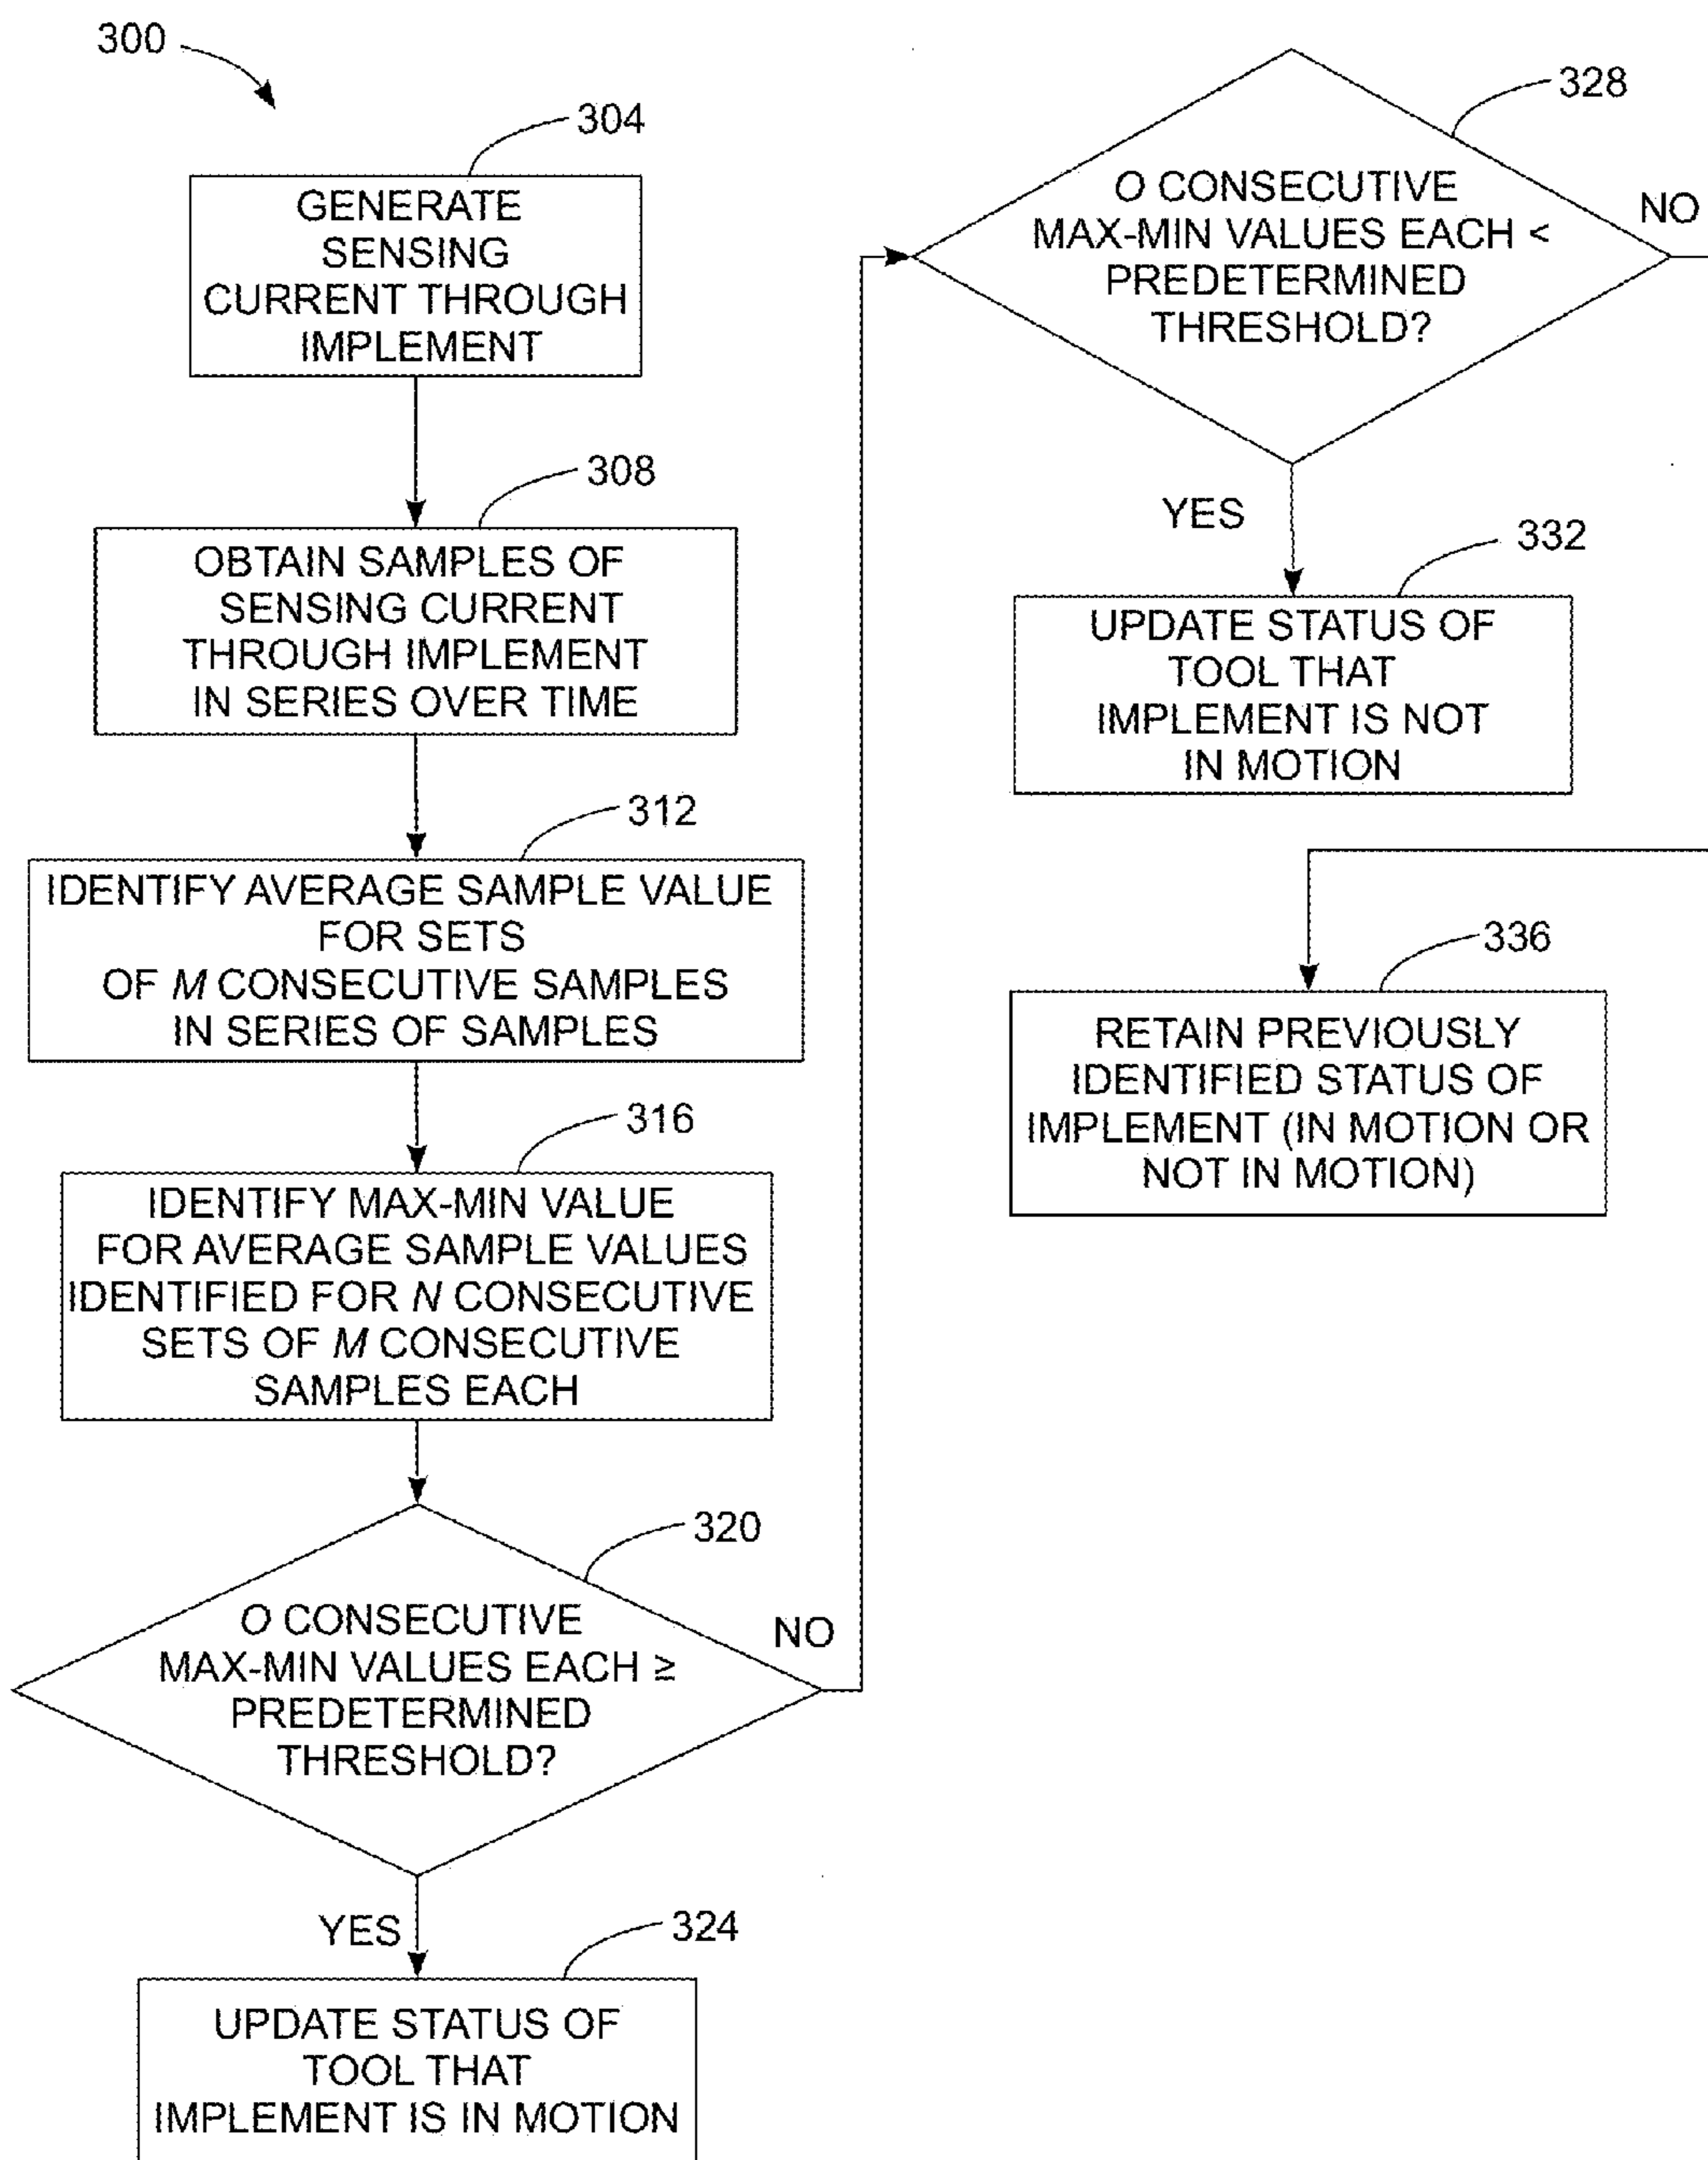 300
304
GENERATE
SENSING
CURRENT THROUGH
IMPLEMENT
308
OBTAIN SAMPLES OF
SENSING CURRENT
THROUGH IMPLEMENT
IN SERIES OVER TIME
312
IDENTIFY AVERAGE SAMPLE VALUE
FOR SETS
OF M CONSECUTIVE SAMPLES
IN SERIES OF SAMPLES
316
IDENTIFY MAX-MIN VALUE
FOR AVERAGE SAMPLE VALUES
IDENTIFIED FOR N CONSECUTIVE
SETS OF M CONSECUTIVE
SAMPLES EACH
320
O CONSECUTIVE
MAX-MIN VALUES EACH ≥
PREDETERMINED
THRESHOLD?
NO
YES
324
UPDATE STATUS OF
TOOL THAT
IMPLEMENT IS IN MOTION
328
O CONSECUTIVE
MAX-MIN VALUES EACH <
PREDETERMINED
THRESHOLD?
NO
YES
332
UPDATE STATUS OF
TOOL THAT
IMPLEMENT IS NOT
IN MOTION
336
RETAIN PREVIOUSLY
IDENTIFIED STATUS OF
IMPLEMENT (IN MOTION OR
NOT IN MOTION)